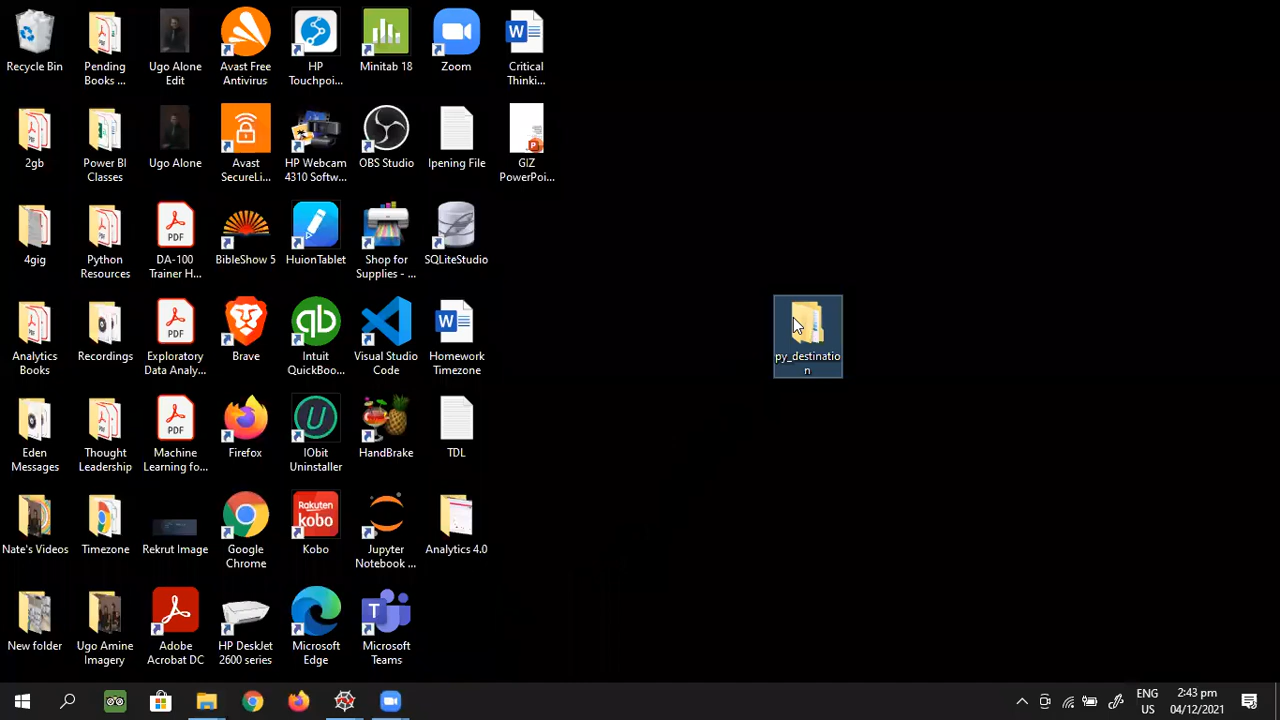 Recycle Bin
Pending
Books ...
Ugo Alone
Edit
Avast Free
Antivirus
HP
Touchpoi...
Minitab 18
Zoom
Critical
Thinki...
2gb
Power BI
Classes
Ugo Alone
Avast
SecureLi...
HP Webcam
4310 Softw...
OBS Studio
Ipening File
GIZ
PowerPoi...
4gig
Python
Resources
PDF
DA-100
Trainer H...
BibleShow 5
HuionTablet
Shop for
Supplies - ...
SQLiteStudio
Analytics
Books
Recordings
PDF
Exploratory
Data Analy...
Brave
Intuit
QuickBoo...
Visual Studio
Code
Homework
Timezone
py_destinatio
n
Eden
Messages
Thought
Leadership
PDF
Machine
Learning fo...
Firefox
IObit
Uninstaller
HandBrake
TDL
Nate's Videos
Timezone
Rekrut Image
Google
Chrome
Rakuten
kobo
Kobo
Jupyter
Notebook ...
Analytics 4.0
New folder
Ugo Amine
Imagery
Adobe
Acrobat DC
HP DeskJet
2600 series
Microsoft
Edge
Microsoft
Teams
ENG
US
2:43 pm
04/12/2021